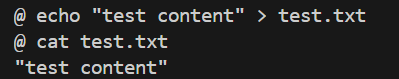 @ echo "test content" > test.txt
@ cat test.txt
"test content"